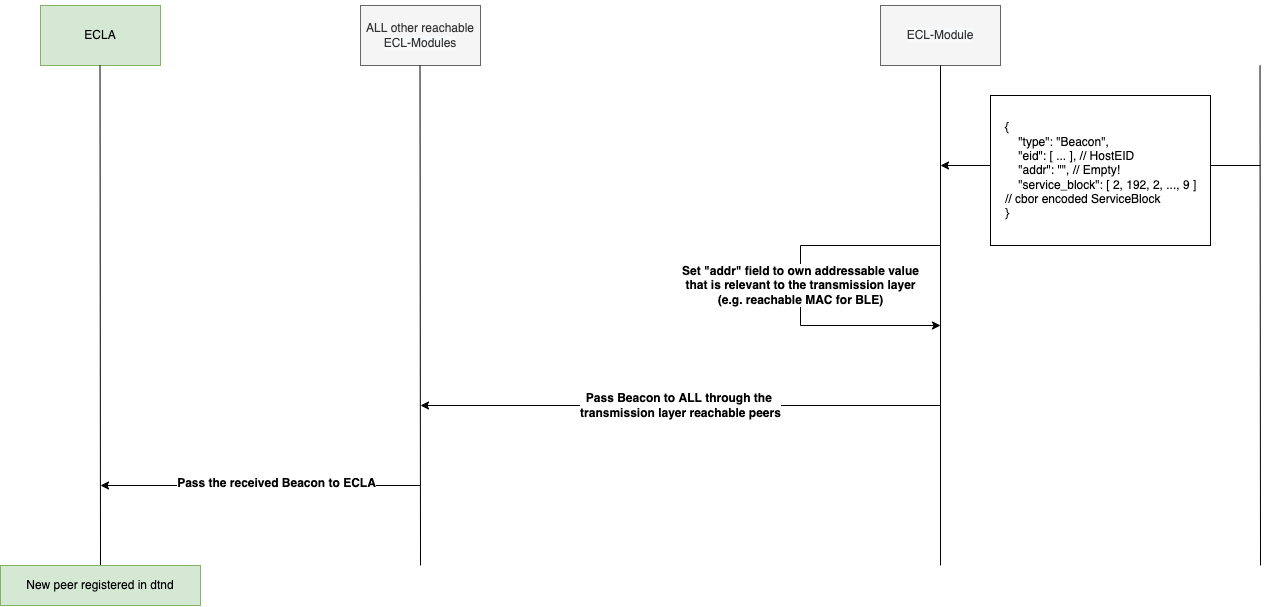 ECLA
ALL other reachable
ECL-Modules
ECL-Module
{
"type": "Beacon",
"eid": [ ... ], // HostEID
"addr": "", // Empty!
"service_block": [ 2, 192, 2, ..., 9 ]
// cbor encoded ServiceBlock
}
Set "addr" field to own addressable value
that is relevant to the transmission layer
(e.g. reachable MAC for BLE)
Pass Beacon to ALL through the
transmission layer reachable peers
Pass the received Beacon to ECLA
New peer registered in dtnd